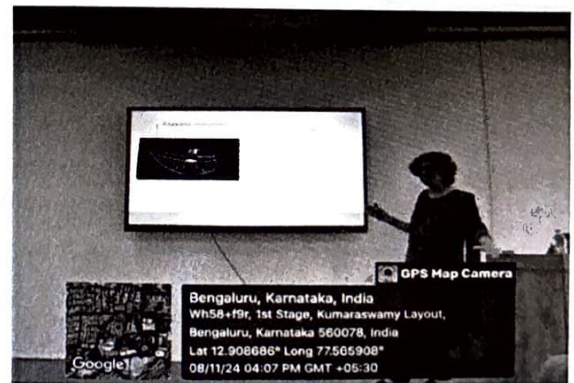 GPS Map Camera
Bengaluru, Karnataka, India
Wh58+f9r, 1st Stage, Kumaraswamy Layout,
Bengaluru, Karnataka 560078, India
Lat 12.908686° Long 77.565908°
08/11/24 04:07 PM GMT +05:30
Google